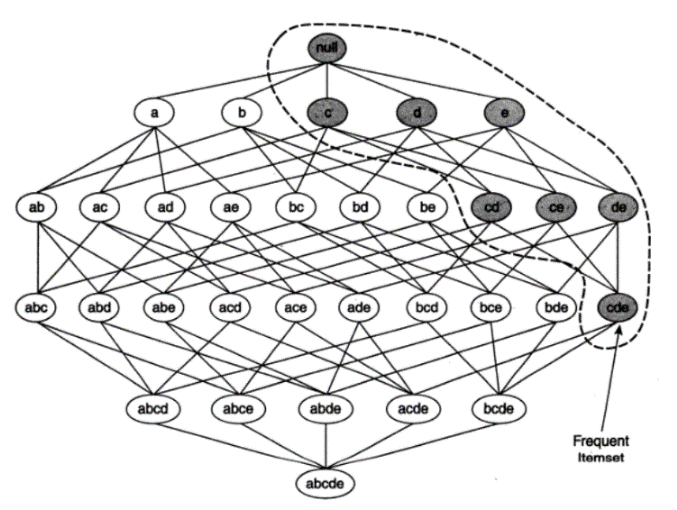 null
a b c d e
ab ac ad ae bc bd be cd ce de
abc abd abe acd ace ade bcd bce bde cde
abcd abce abde acde bcde
Frequent
Itemset
abcde